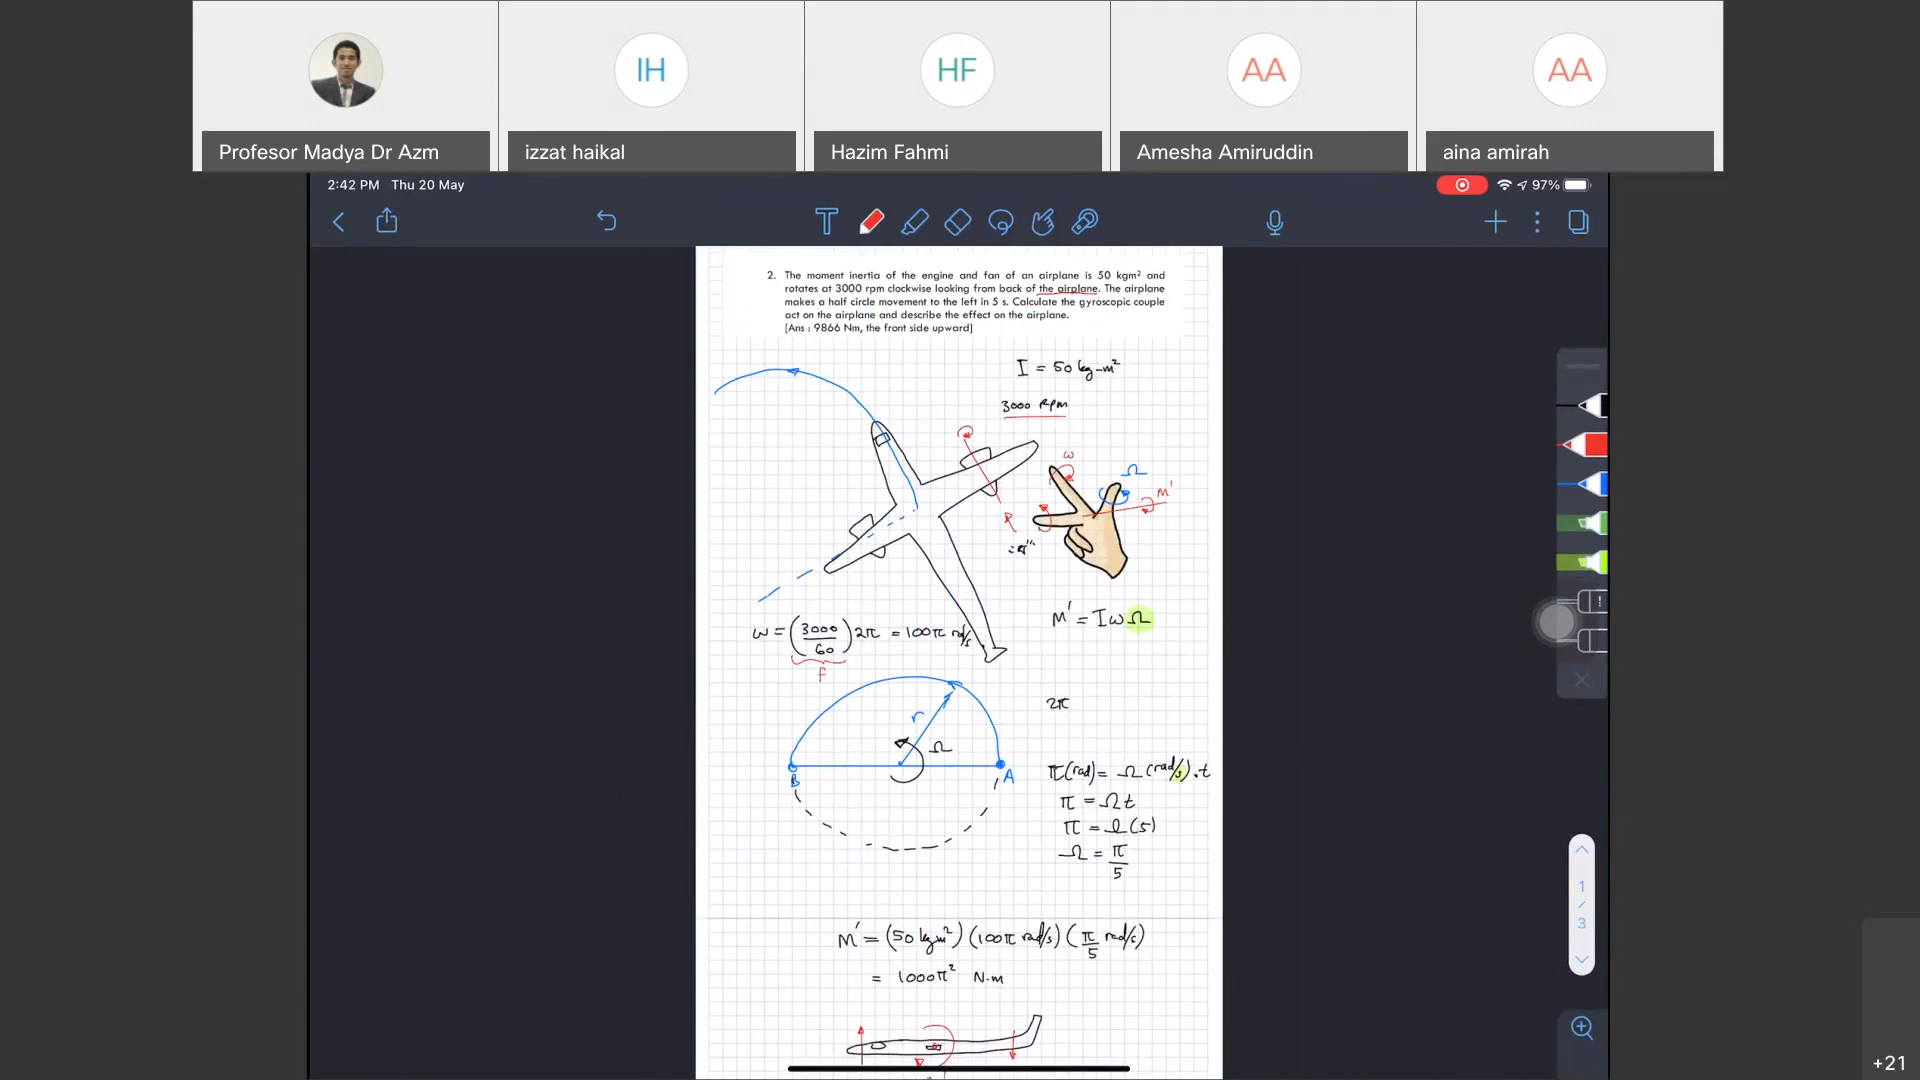 IH
HF
AA
AA
Profesor Madya Dr Azm
izzat haikal
Hazim Fahmi
Amesha Amiruddin
aina amirah
2:42 PM Thu 20 May
97%
2. The moment inertia of the engine and fan of an airplane is 50 kgm² and
rotates at 3000 rpm clockwise looking from back of the airplane. The airplane
makes a half circle movement to the left in 5 s. Calculate the gyroscopic couple
act on the airplane and describe the effect on the airplane.
[Ans : 9866 Nm, the front side upward]
I = 50 kg-m²
3000 rpm
ω
Ω
M'
R
M' = IωΩ
ω = (3000/60) 2π = 100π rad/s
f
2π
r
Ω
B
A
π(rad) = Ω(rad/s).t
π = Ωt
π = Ω(5)
Ω = π/5
M' = (50 kgm²)(100π rad/s)(π/5 rad/s)
= 1000π² N.m
1
/
3
+21